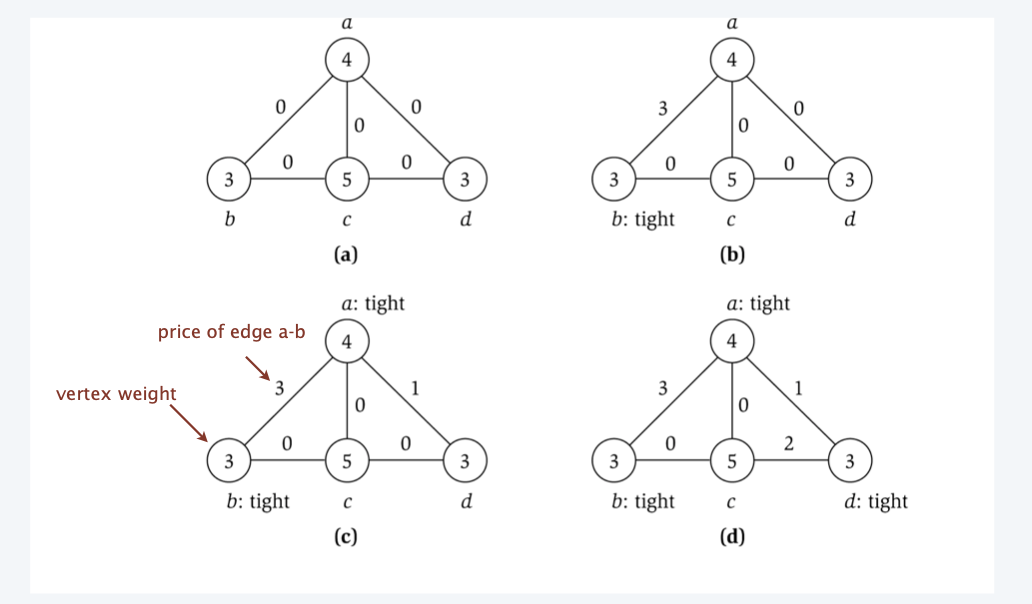 a a
4 4
0 0 3 0
0 0
0 0 0 0
3 5 3 3 5 3
b c d b: tight c d
(a) (b)
a: tight a: tight
price of edge a-b
4 4
3 1 3 1
vertex weight
0 0
0 0 0 2
3 5 3 3 5 3
b: tight c d b: tight c d: tight
(c) (d)